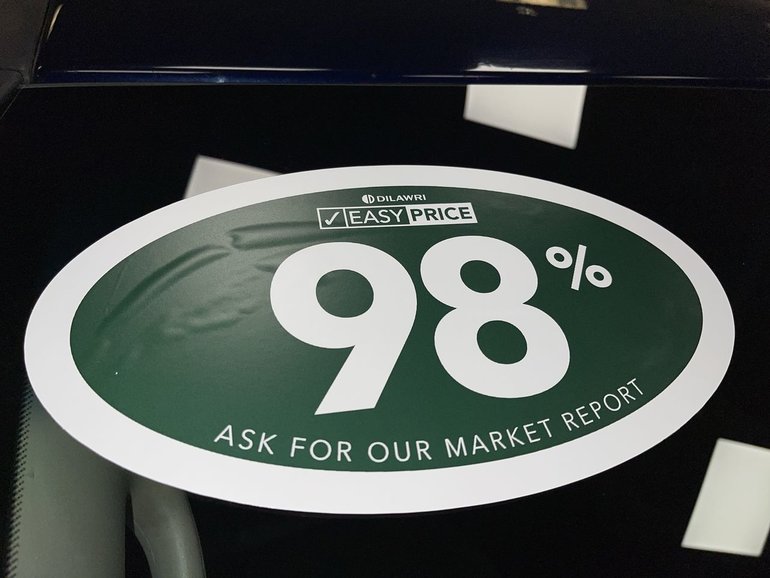 DILAWRI
✓ EASY PRICE
98%
ASK FOR OUR MARKET REPORT